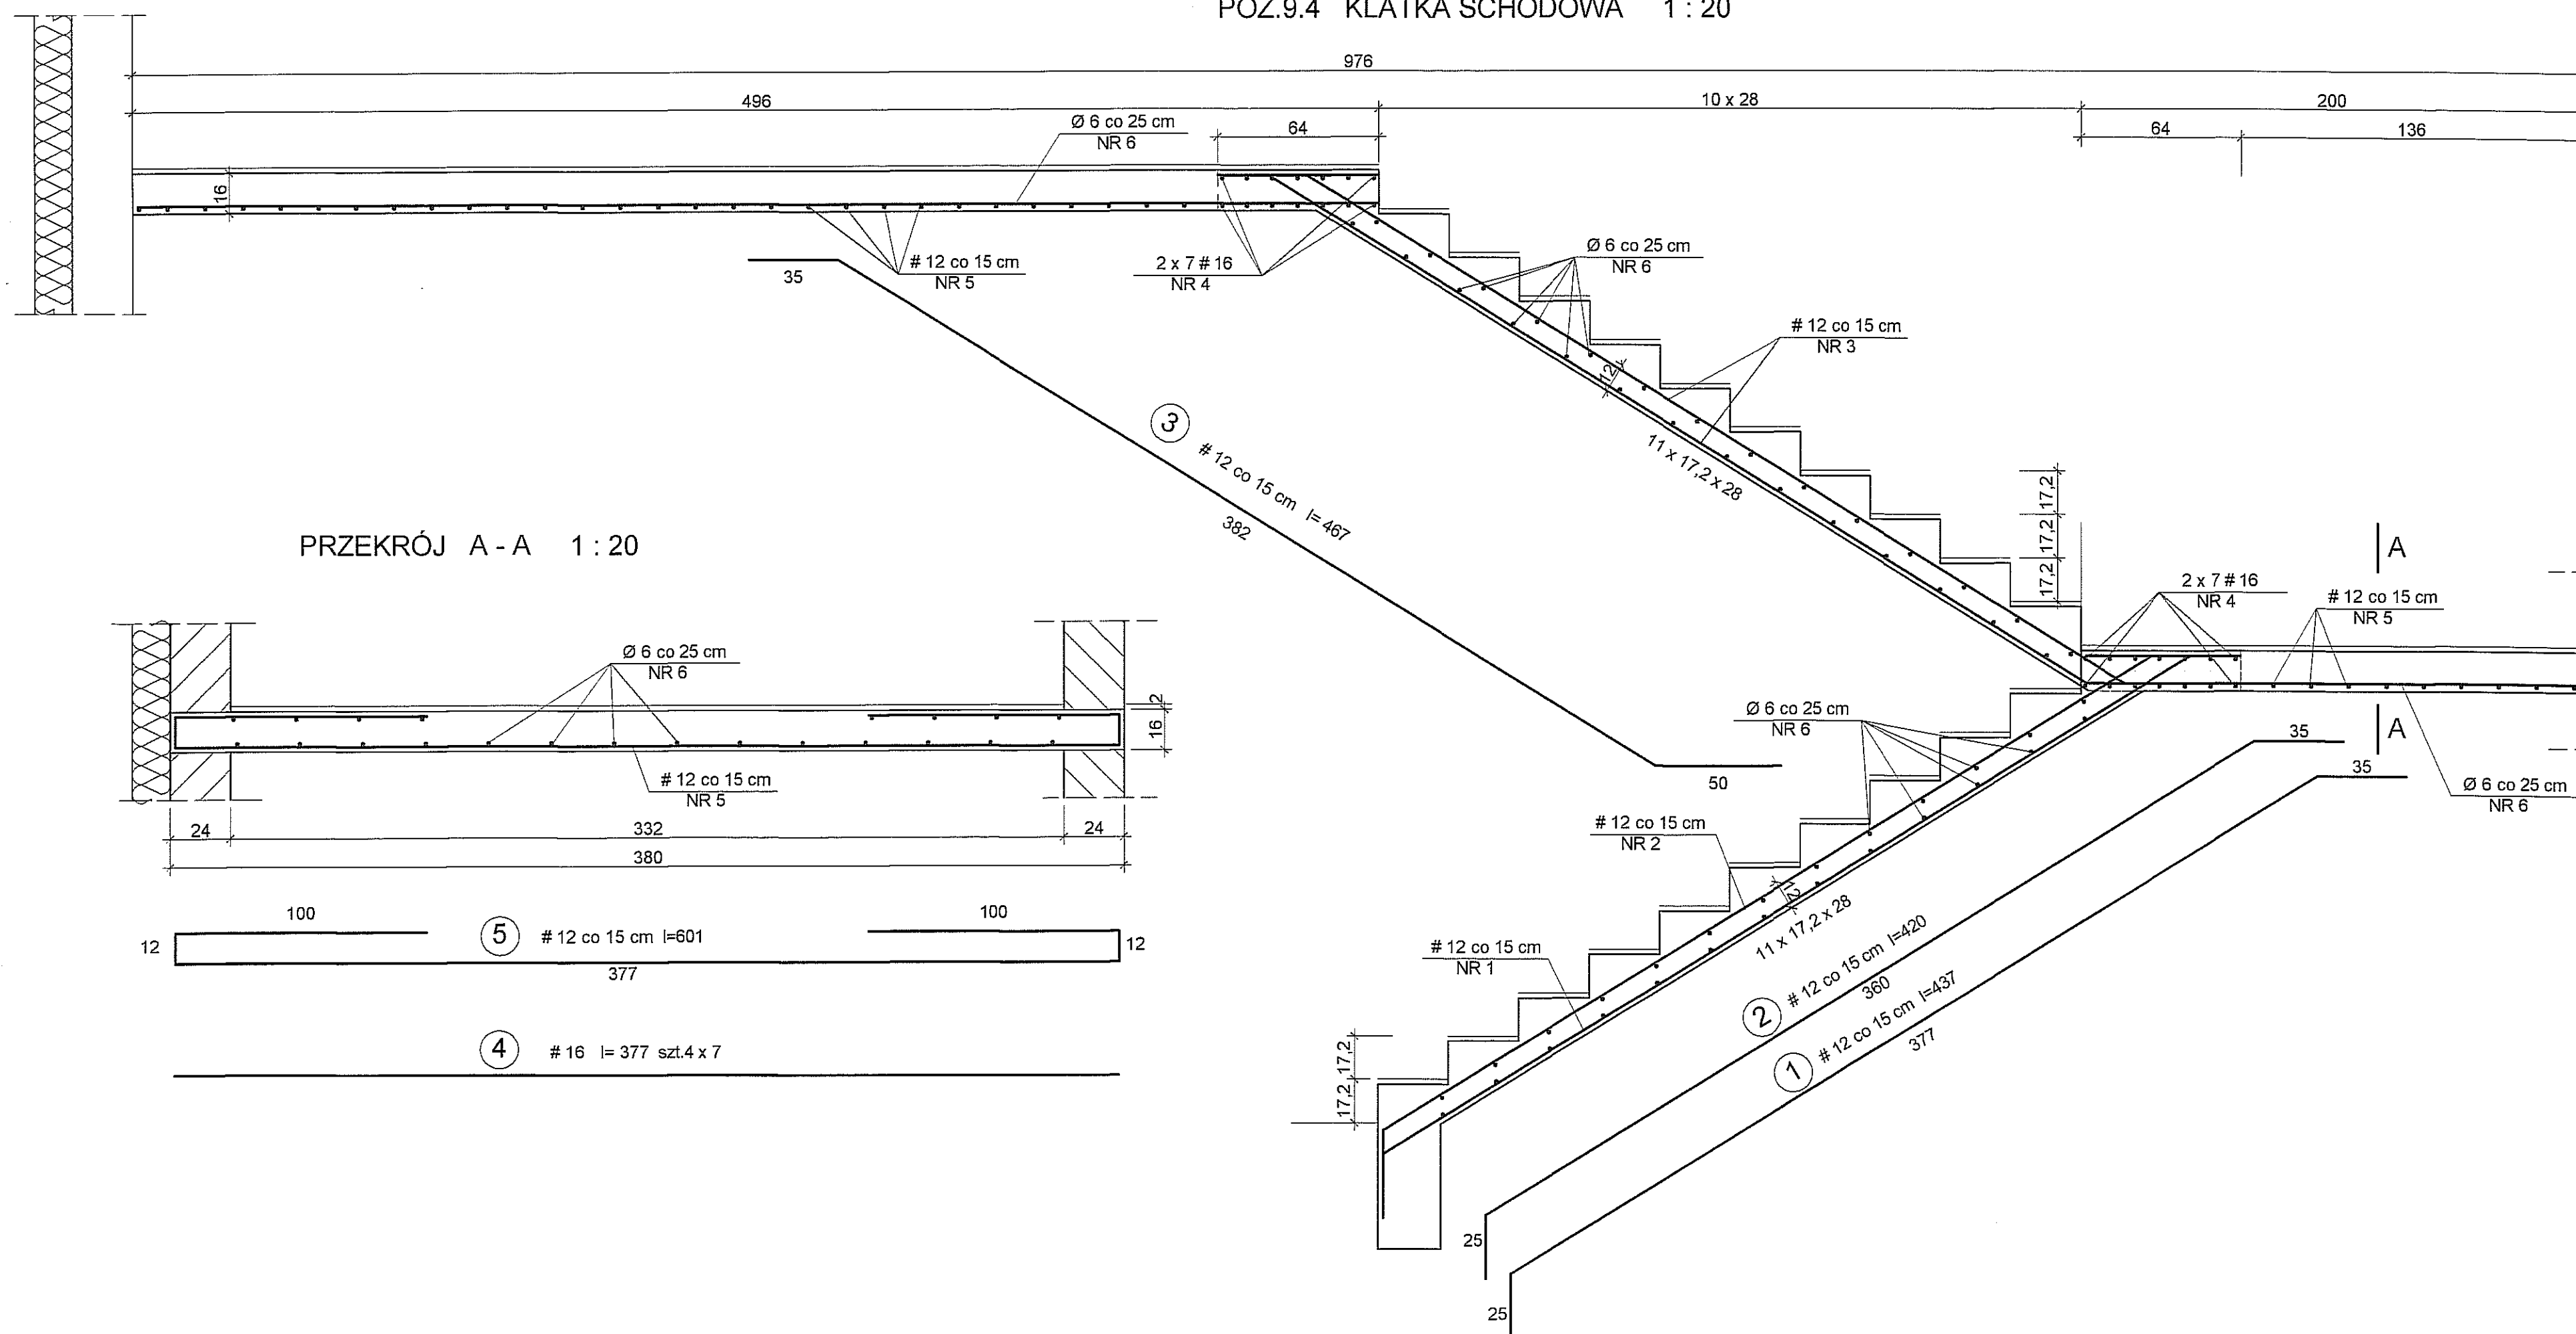 POZ.9.4 KLATKA SCHODOWA 1 : 20
976
496
10 x 28
200
64
64
136
Ø 6 co 25 cm
NR 6
16
# 12 co 15 cm
NR 5
2 x 7 # 16
NR 4
35
Ø 6 co 25 cm
NR 6
# 12 co 15 cm
NR 3
12
11 x 17,2 x 28
3
# 12 co 15 cm l= 467
382
50
17,2
17,2
17,2
A
2 x 7 # 16
NR 4
# 12 co 15 cm
NR 5
A
Ø 6 co 25 cm
NR 6
PRZEKRÓJ A - A 1 : 20
Ø 6 co 25 cm
NR 6
2
16
# 12 co 15 cm
NR 5
24
332
24
380
100
100
12
5
# 12 co 15 cm l=601
12
377
4
# 16 l= 377 szt.4 x 7
Ø 6 co 25 cm
NR 6
# 12 co 15 cm
NR 2
12
11 x 17,2 x 28
# 12 co 15 cm
NR 1
17,2
17,2
35
2
# 12 co 15 cm l=420
360
25
35
1
# 12 co 15 cm l=437
377
25